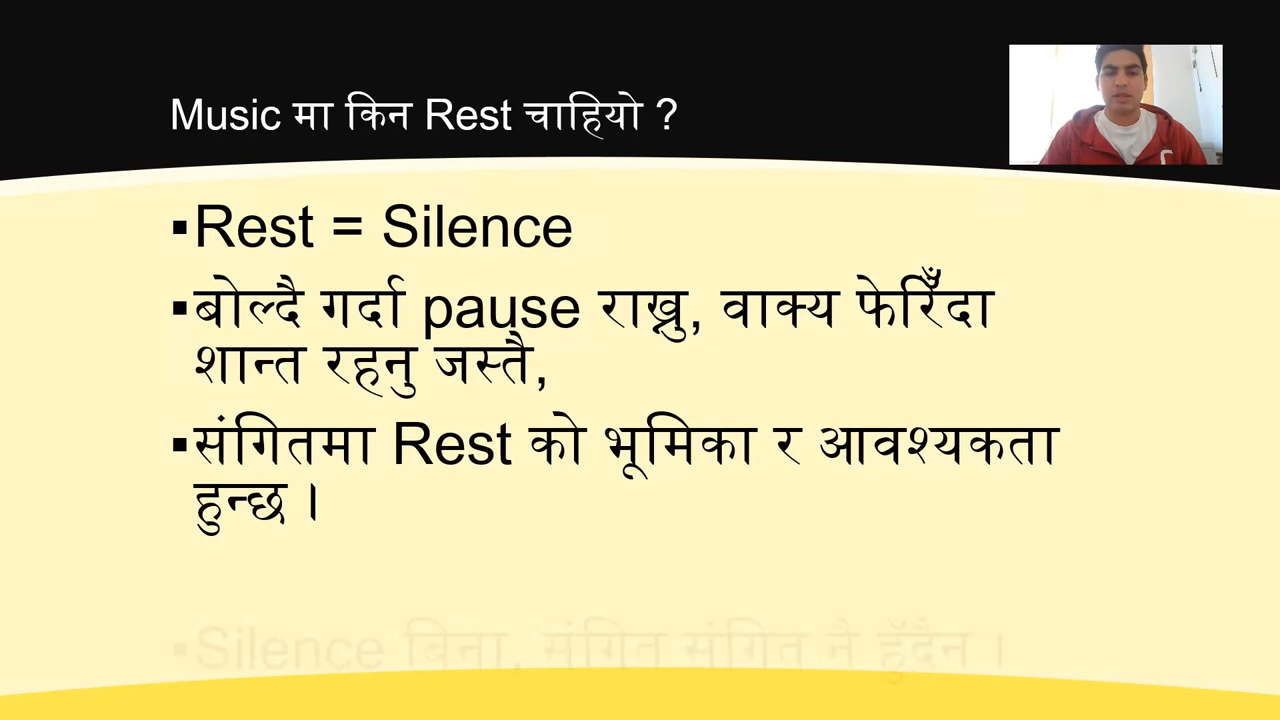 Music मा किन Rest चाहियो ?
▪Rest = Silence
▪बोल्दै गर्दा pause राख्नु, वाक्य फेरिँदा
शान्त रहनु जस्तै,
▪संगितमा Rest को भूमिका र आवश्यकता
हुन्छ ।
▪Silence बिना, संगित संगित नै हुँदैन ।